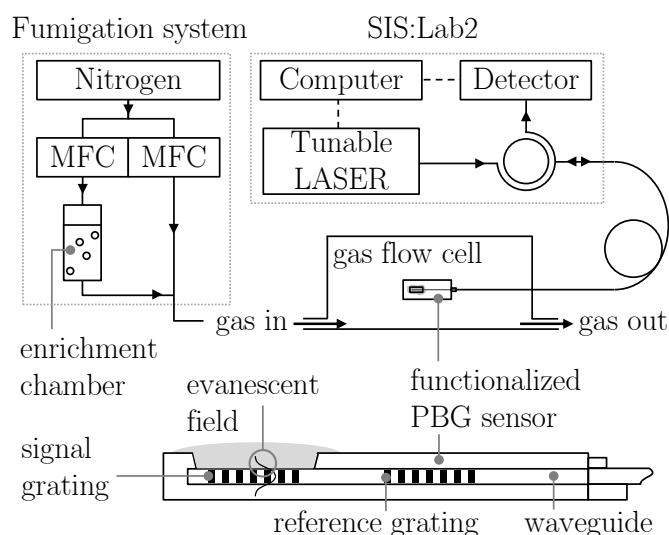 Fumigation system
SIS:Lab2
Nitrogen
MFC
MFC
Computer
Detector
Tunable
LASER
gas flow cell
gas in
gas out
enrichment
chamber
evanescent
field
functionalized
PBG sensor
signal
grating
reference grating
waveguide